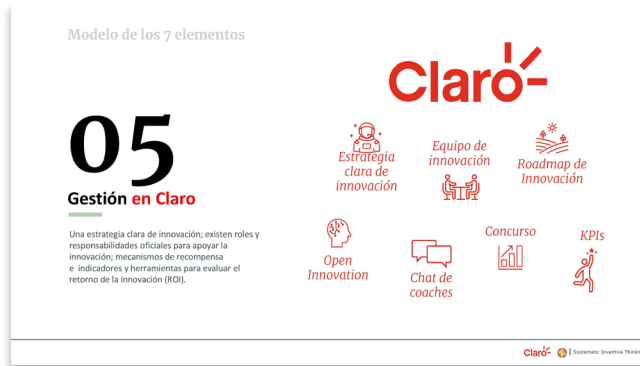 Modelo de los 7 elementos
Claro
05
Gestión en Claro
Una estrategia clara de innovación; existen roles y
responsabilidades oficiales para apoyar la
innovación; mecanismos de recompensa
e indicadores y herramientas para evaluar el
retorno de la innovación (ROI).
Estrategia
clara de
innovación
Equipo de
innovación
Roadmap de
Innovación
Open
Innovation
Chat de
coaches
Concurso
KPIs
Claro
Systematic Inventive Thinkin